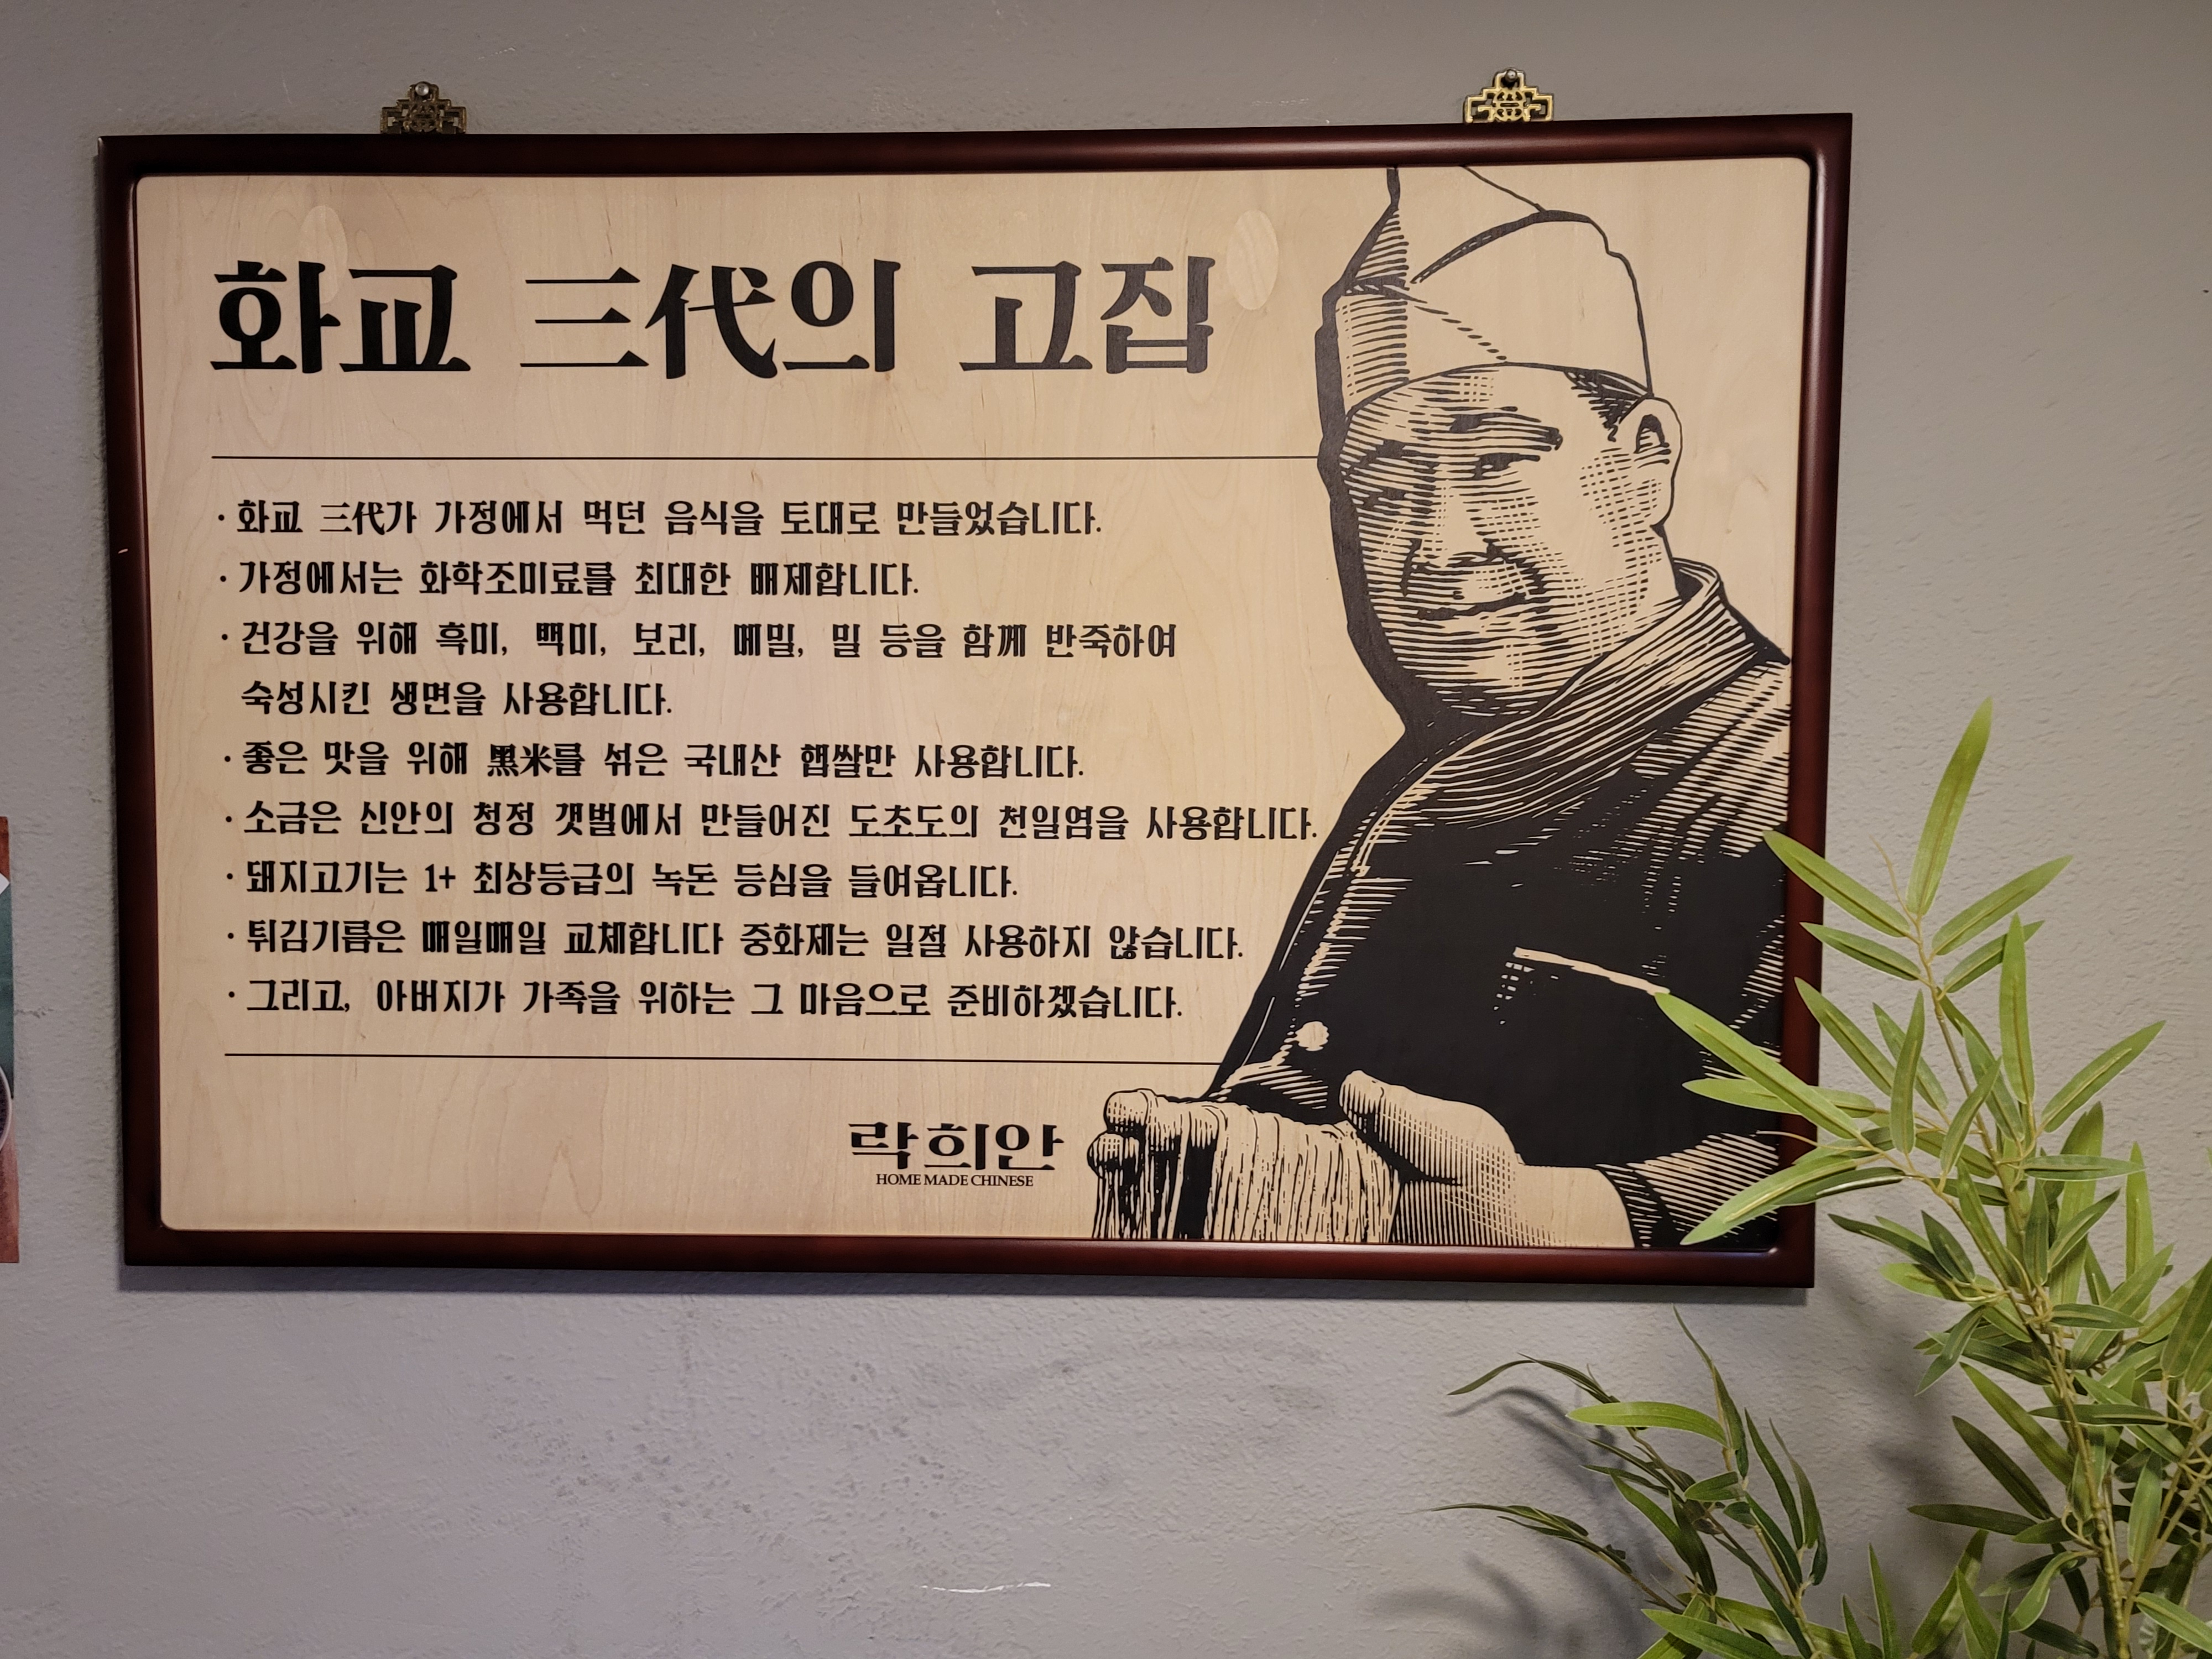 화교 三代의 고집
· 화교 三代가 가정에서 먹던 음식을 토대로 만들었습니다.
· 가정에서는 화학조미료를 최대한 배제합니다.
· 건강을 위해 흑미, 백미, 보리, 메밀, 밀 등을 함께 반죽하여
숙성시킨 생면을 사용합니다.
· 좋은 맛을 위해 黑米를 섞은 국내산 햅쌀만 사용합니다.
· 소금은 신안의 청정 갯벌에서 만들어진 도초도의 천일염을 사용합니다.
· 돼지고기는 1+ 최상등급의 녹돈 등심을 들여옵니다.
· 튀김기름은 매일매일 교체합니다 중화제는 일절 사용하지 않습니다.
· 그리고, 아버지가 가족을 위하는 그 마음으로 준비하겠습니다.
락희안
HOME MADE CHINESE